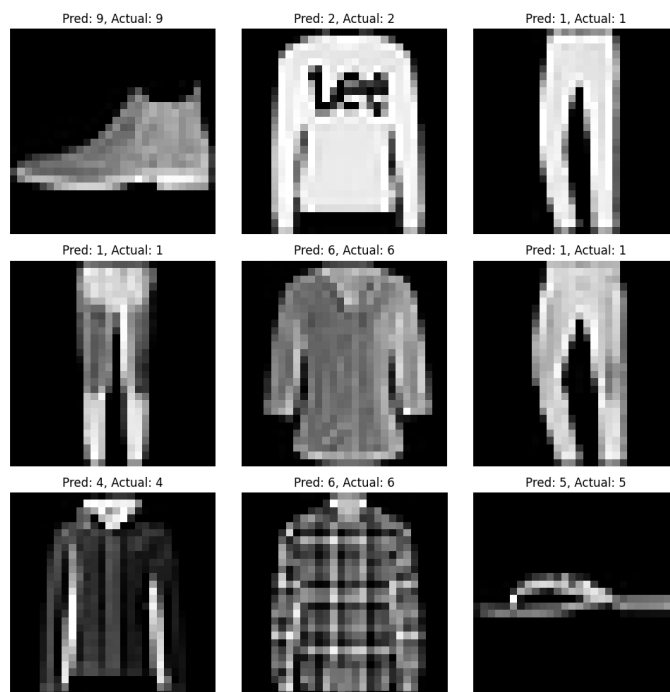 Pred: 9, Actual: 9
Pred: 2, Actual: 2
Pred: 1, Actual: 1
Pred: 1, Actual: 1
Pred: 6, Actual: 6
Pred: 1, Actual: 1
Pred: 4, Actual: 4
Pred: 6, Actual: 6
Pred: 5, Actual: 5